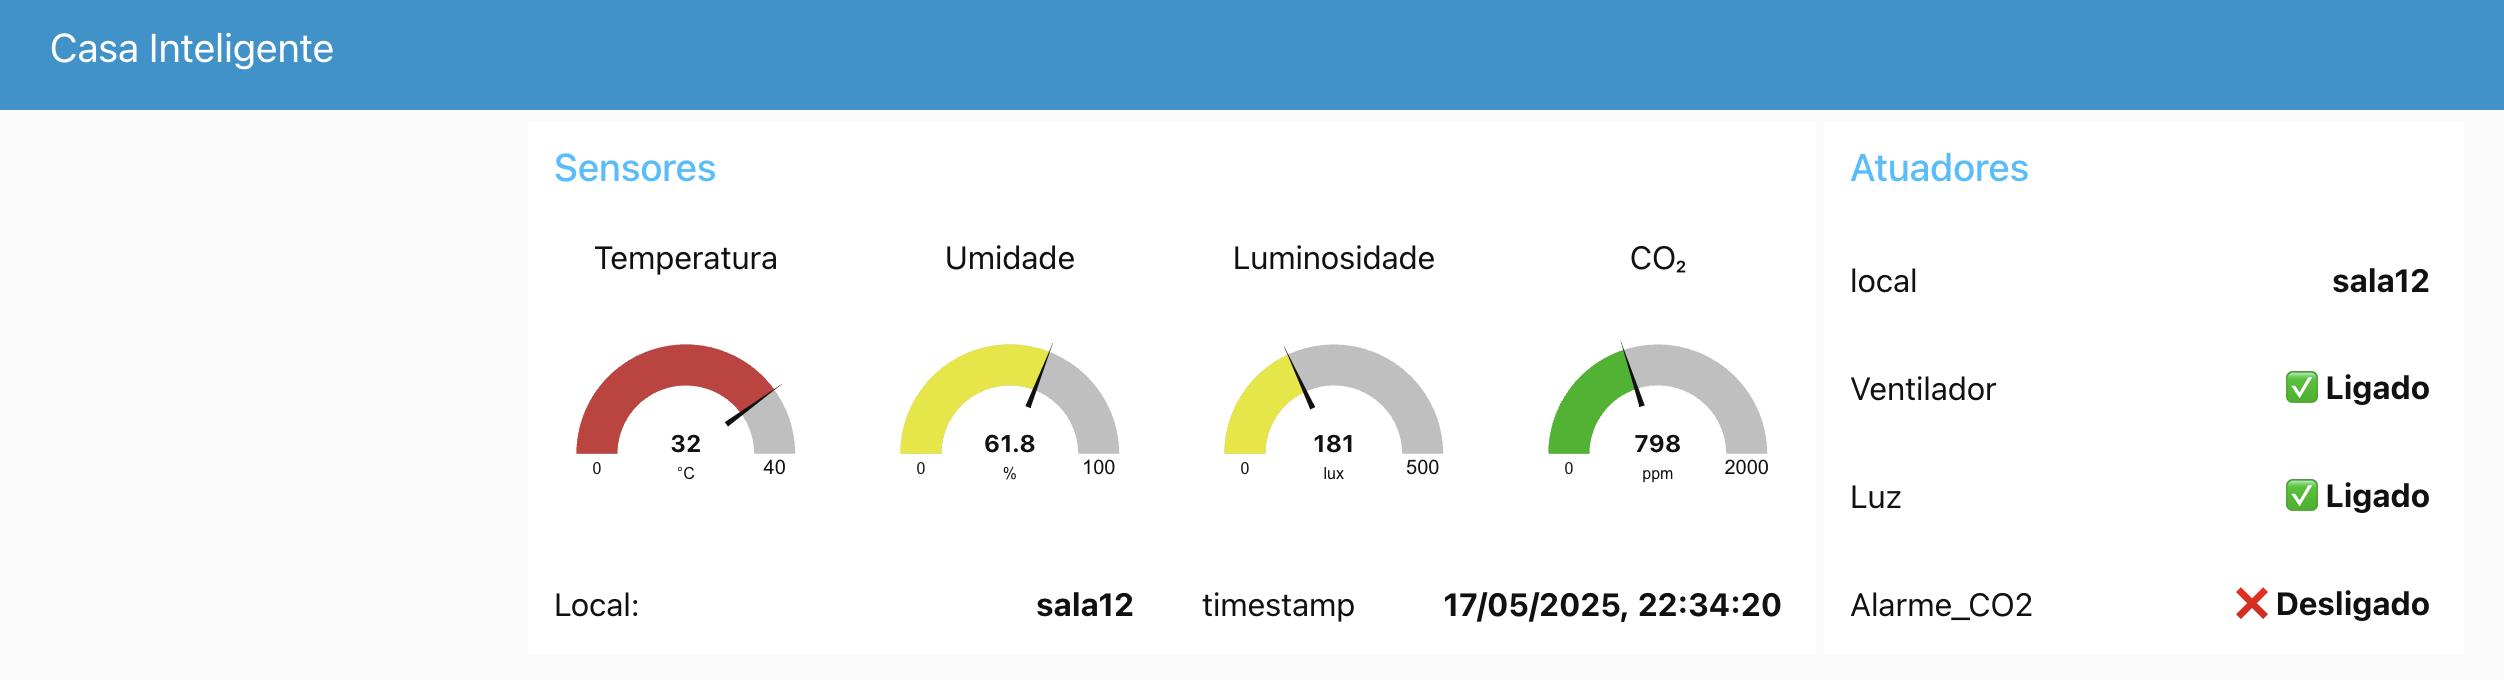 Casa Inteligente
Sensores
Temperatura
32
0
40
°C
Umidade
61.8
0
100
%
Luminosidade
181
0
500
lux
CO₂
798
0
2000
ppm
Local: sala12
timestamp 17/05/2025, 22:34:20
Atuadores
local sala12
Ventilador ✅ Ligado
Luz ✅ Ligado
Alarme_CO2 ❌ Desligado